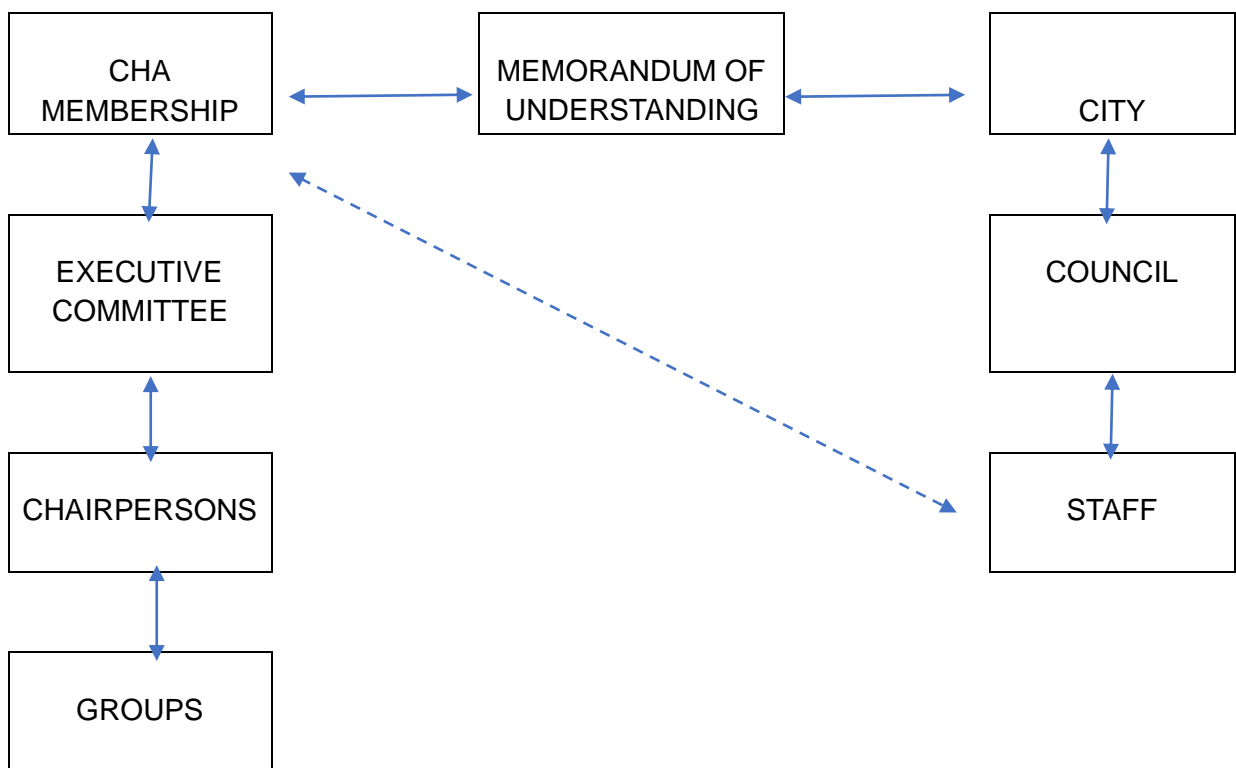 CHA
MEMBERSHIP
MEMORANDUM OF
UNDERSTANDING
CITY
EXECUTIVE
COMMITTEE
COUNCIL
CHAIRPERSONS
STAFF
GROUPS